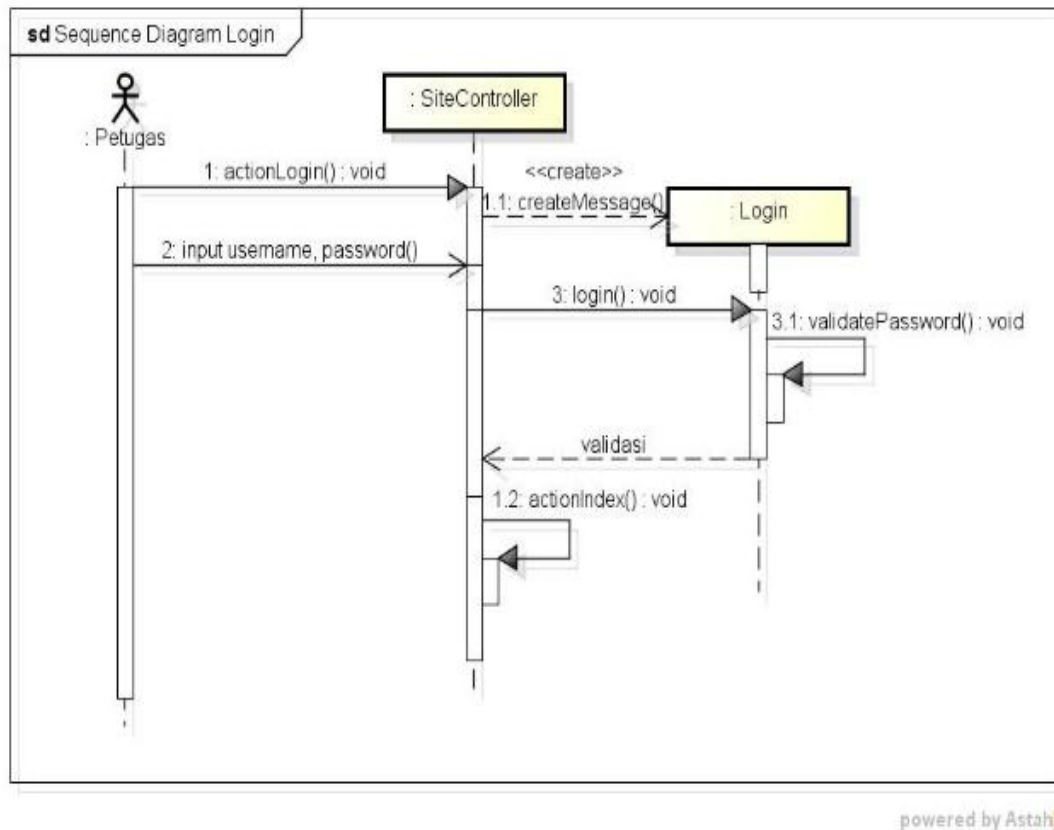 sd Sequence Diagram Login
: Petugas
: SiteController
1: actionLogin() : void
<<create>>
1.1: createMessage()
: Login
2: input username, password()
3: login() : void
3.1: validatePassword() : void
validasi
1.2: actionIndex() : void
powered by Astah